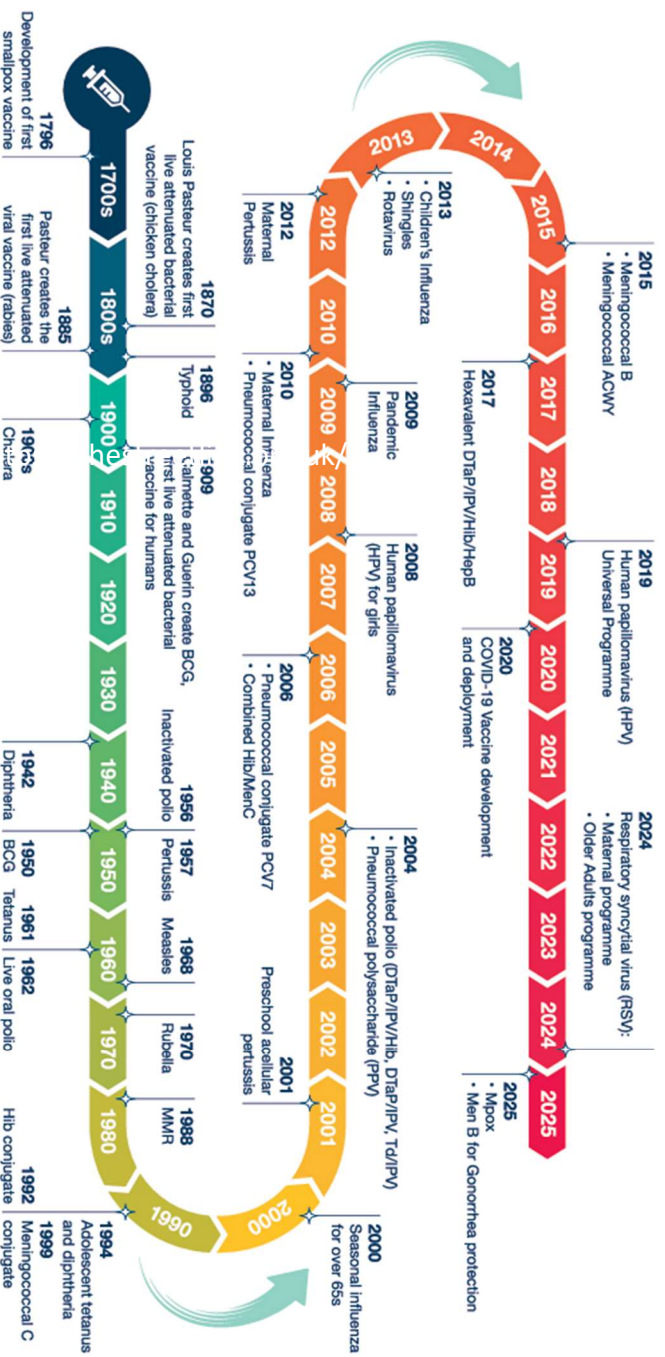 2015
• Meningococcal B
• Meningococcal ACWY
2019
Human papillomavirus (HPV)
Universal Programme
2024
Respiratory syncytial virus (RSV):
• Maternal programme
• Older Adults programme
2013
2014
2015
2016
2017
2018
2019
2020
2021
2022
2023
2024
2025
2013
• Children's Influenza
• Shingles
• Rotavirus
2017
Hexavalent DTaP/IPV/Hib/HepB
2020
COVID-19 Vaccine development
and deployment
2025
• Mpox
• Men B for Gonorrhea protection
2009
Pandemic
Influenza
2008
Human papillomavirus
(HPV) for girls
2004
• Inactivated polio (DTaP/IPV/Hib, DTaP/IPV, Td/IPV)
• Pneumococcal polysaccharide (PPV)
2000
Seasonal influenza
for over 65s
2012
2010
2009
2008
2007
2006
2005
2004
2003
2002
2001
2000
2012
Maternal
Pertussis
2010
• Maternal Influenza
• Pneumococcal conjugate PCV13
2006
• Pneumococcal conjugate PCV7
• Combined Hib/MenC
2001
Preschool acellular
pertussis
1870
Louis Pasteur creates first
live attenuated bacterial
vaccine (chicken cholera)
1896
Typhoid
1909
Calmette and Guerin create BCG,
first live attenuated bacterial
vaccine for humans
1956
Inactivated polio
1957
Pertussis
1968
Measles
1970
Rubella
1988
MMR
1700s
1800s
1900
1910
1920
1930
1940
1950
1960
1970
1980
1990
1796
Development of first
smallpox vaccine
1885
Pasteur creates the
first live attenuated
viral vaccine (rabies)
1900s
Cholera
1942
Diphtheria
1950
BCG
1961
Tetanus
1962
Live oral polio
1992
Hib conjugate
1994
Adolescent tetanus
and diphtheria
1999
Meningococcal C
conjugate